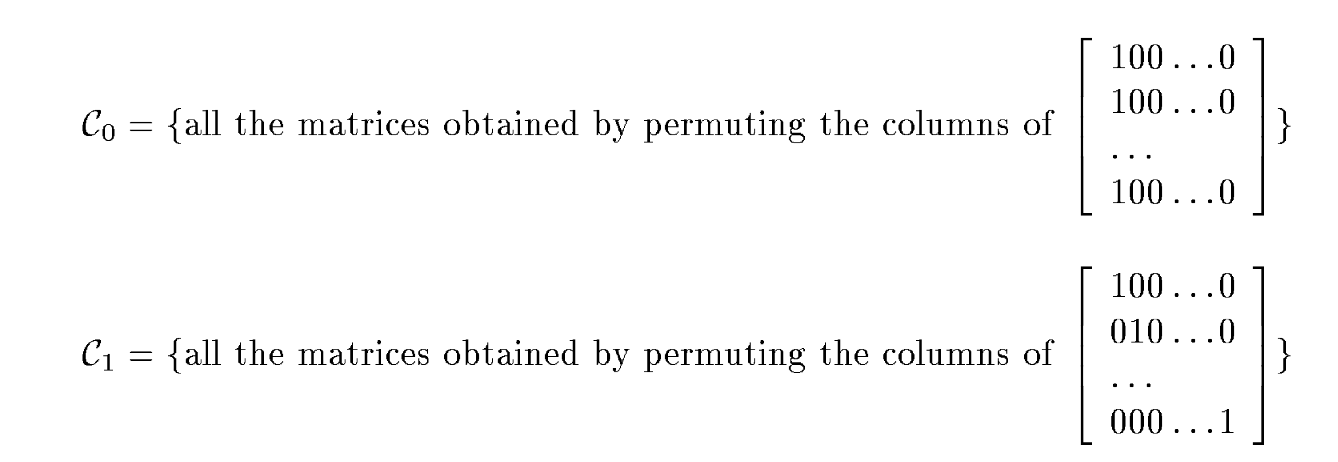 100 ... 0
100 ... 0
C₀ = {all the matrices obtained by permuting the columns of [ ]}
...
100 ... 0
100 ... 0
010 ... 0
C₁ = {all the matrices obtained by permuting the columns of [ ]}
...
000 ... 1